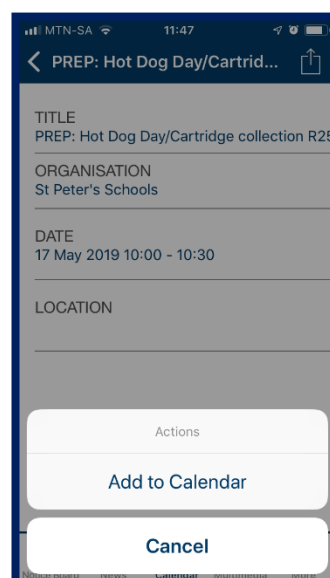 MTN-SA 11:47
PREP: Hot Dog Day/Cartrid...
TITLE
PREP: Hot Dog Day/Cartridge collection R25
ORGANISATION
St Peter's Schools
DATE
17 May 2019 10:00 - 10:30
LOCATION
Actions
Add to Calendar
Cancel
Notice Board News Calendar Multimedia More